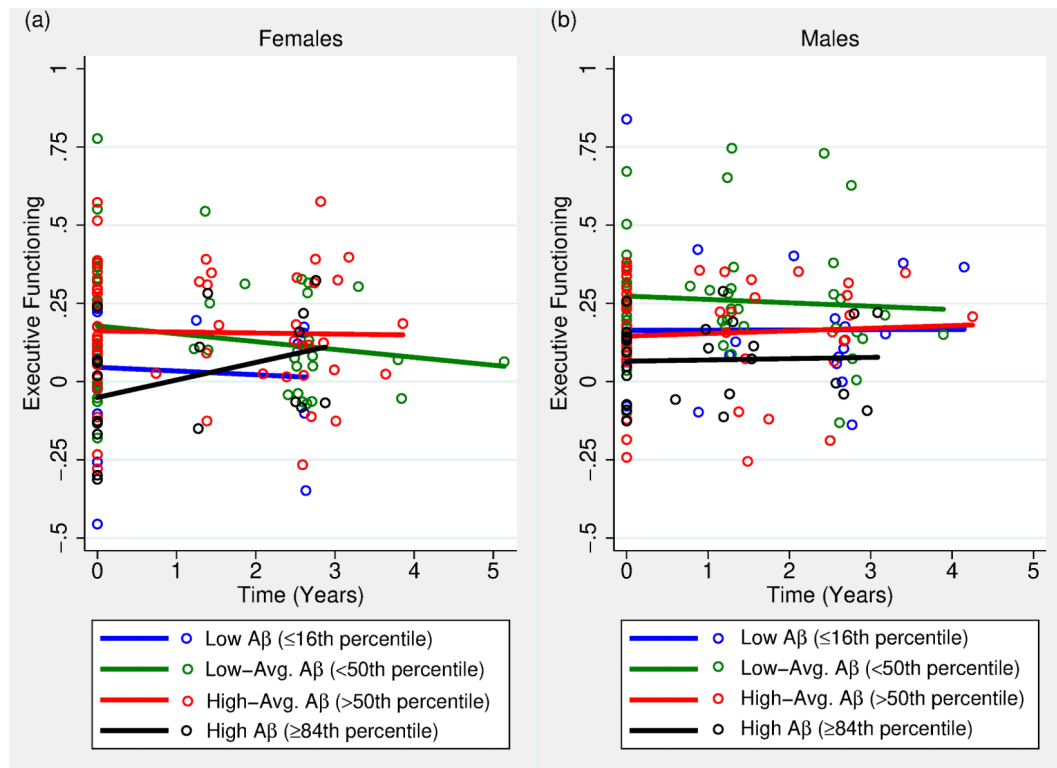 (a)
Females
Executive Functioning
1
.75
.5
.25
0
−.25
−.5
0 1 2 3 4 5
Time (Years)
Low Aβ (≤16th percentile)
Low−Avg. Aβ (<50th percentile)
High−Avg. Aβ (>50th percentile)
High Aβ (≥84th percentile)
(b)
Males
Executive Functioning
1
.75
.5
.25
0
−.25
−.5
0 1 2 3 4 5
Time (Years)
Low Aβ (≤16th percentile)
Low−Avg. Aβ (<50th percentile)
High−Avg. Aβ (>50th percentile)
High Aβ (≥84th percentile)